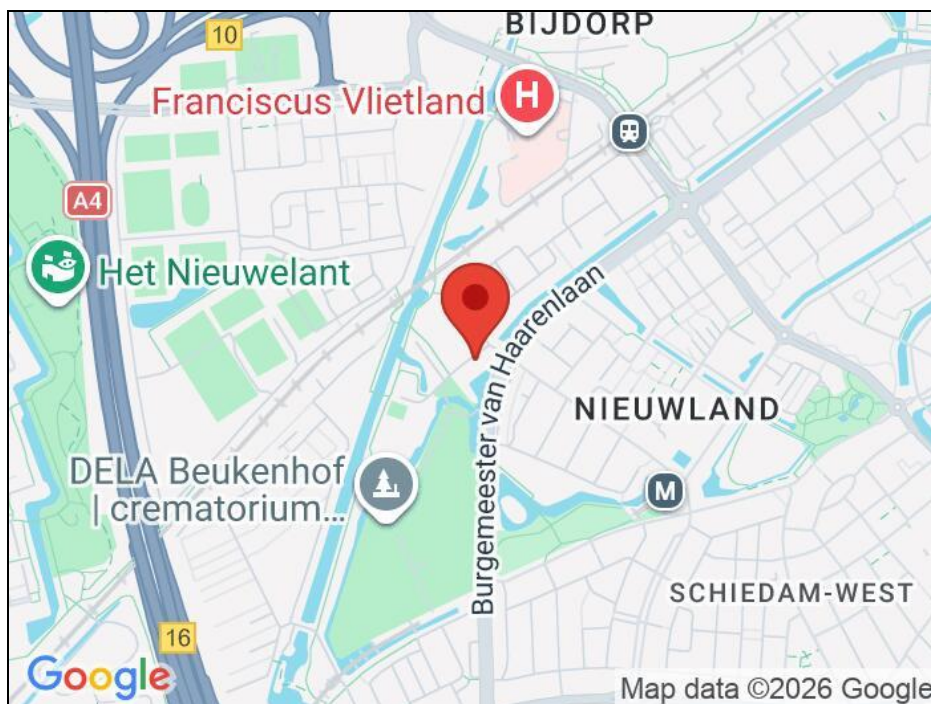 BIJDORP
10
Franciscus Vlietland
H
A4
Het Nieuwelant
Burgemeester van Haarenlaan
NIEUWLAND
DELA Beukenhof
| crematorium...
M
SCHIEDAM-WEST
16
Google
Map data ©2026 Google